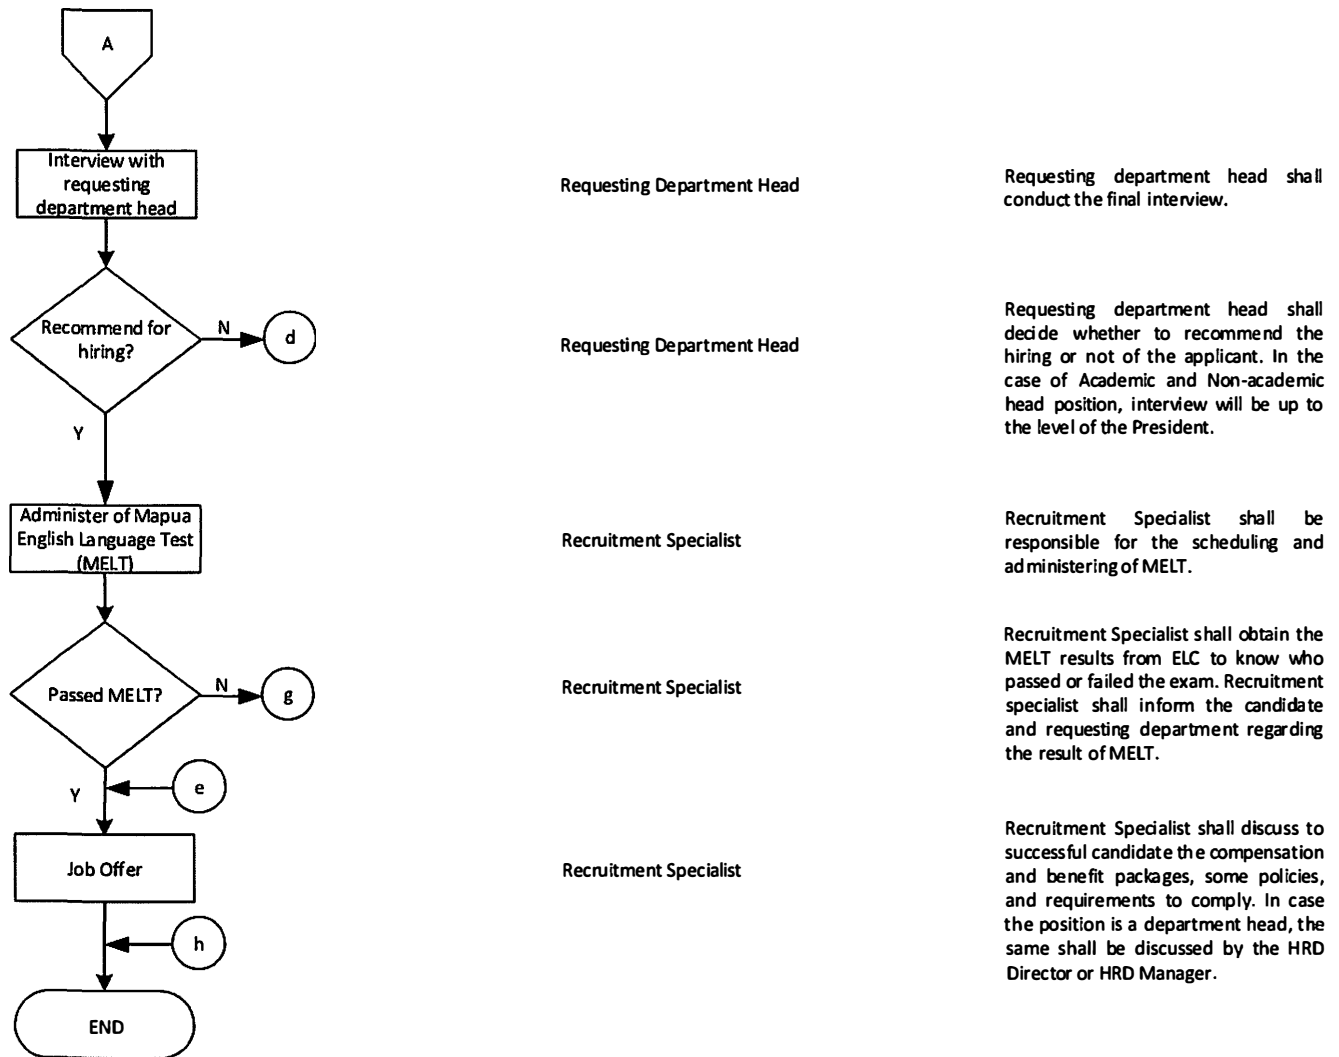 A
Interview with
requesting
department head
Requesting Department Head
Requesting department head shall
conduct the final interview.
Recommend for
hiring?
N
d
Y
Requesting Department Head
Requesting department head shall
decide whether to recommend the
hiring or not of the applicant. In the
case of Academic and Non-academic
head position, interview will be up to
the level of the President.
Administer of Mapua
English Language Test
(MELT)
Recruitment Specialist
Recruitment Specialist shall be
responsible for the scheduling and
administering of MELT.
Passed MELT?
N
g
Y
e
Recruitment Specialist
Recruitment Specialist shall obtain the
MELT results from ELC to know who
passed or failed the exam. Recruitment
specialist shall inform the candidate
and requesting department regarding
the result of MELT.
Job Offer
Recruitment Specialist
Recruitment Specialist shall discuss to
successful candidate the compensation
and benefit packages, some policies,
and requirements to comply. In case
the position is a department head, the
same shall be discussed by the HRD
Director or HRD Manager.
h
END